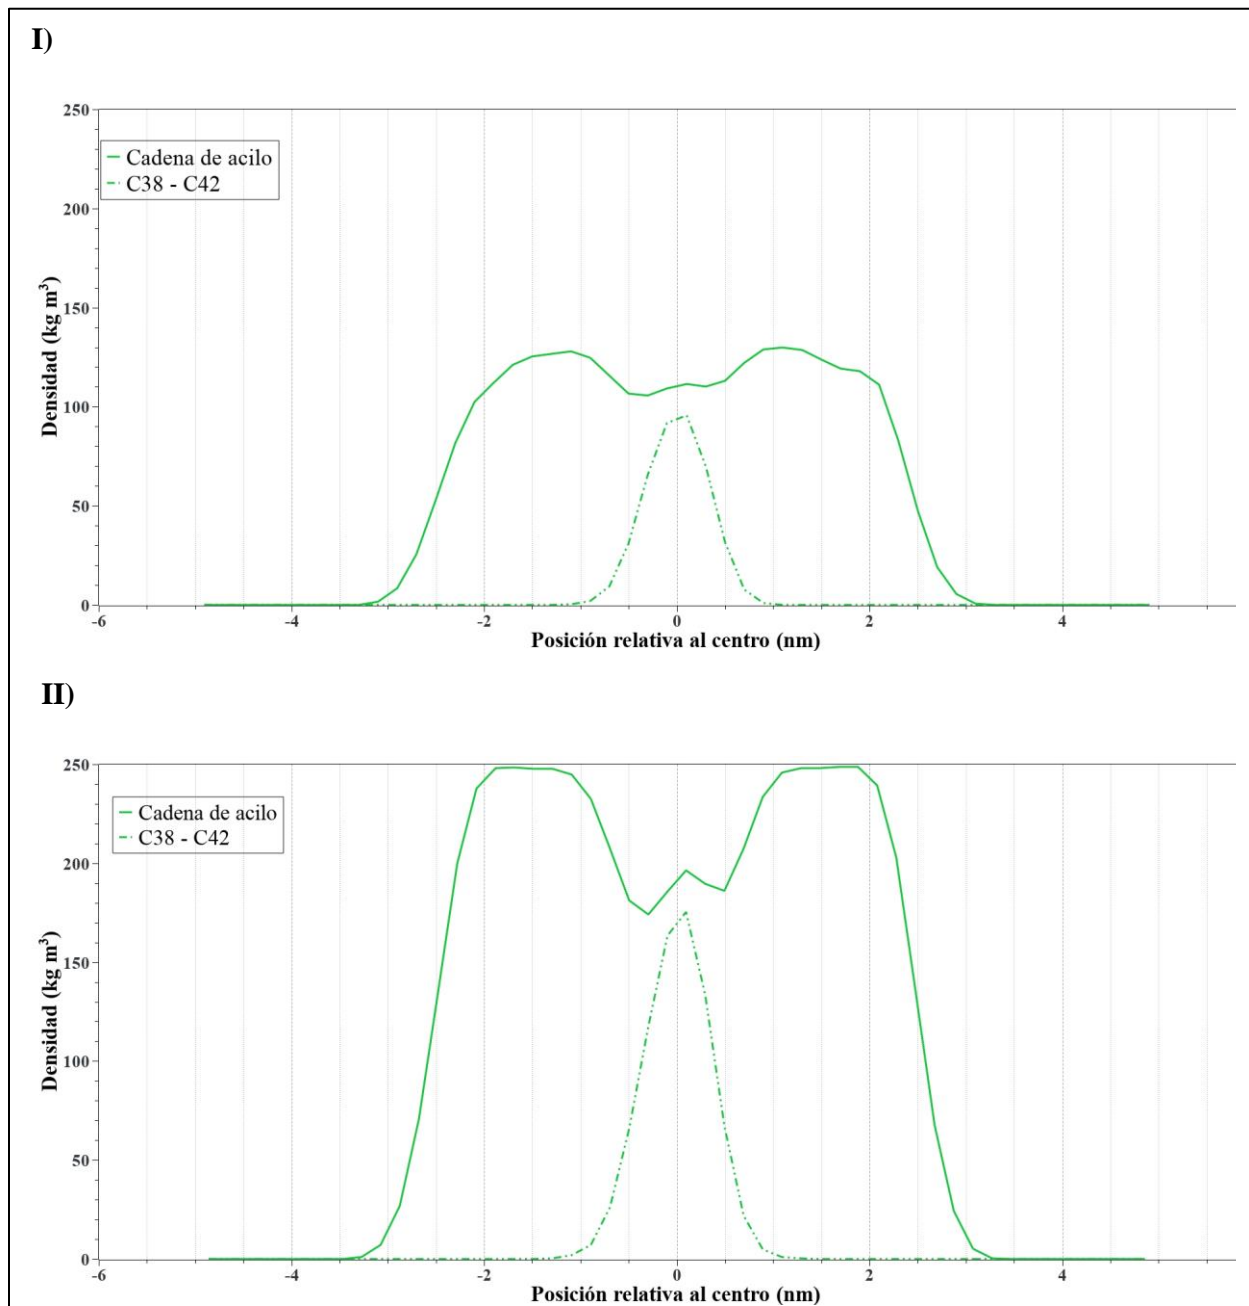 I)
250
200
150
100
50
0
Densidad (kg m³)
Cadena de acilo
C38 - C42
-6 -4 -2 0 2 4
Posición relativa al centro (nm)
II)
250
200
150
100
50
0
Densidad (kg m³)
Cadena de acilo
C38 - C42
-6 -4 -2 0 2 4
Posición relativa al centro (nm)